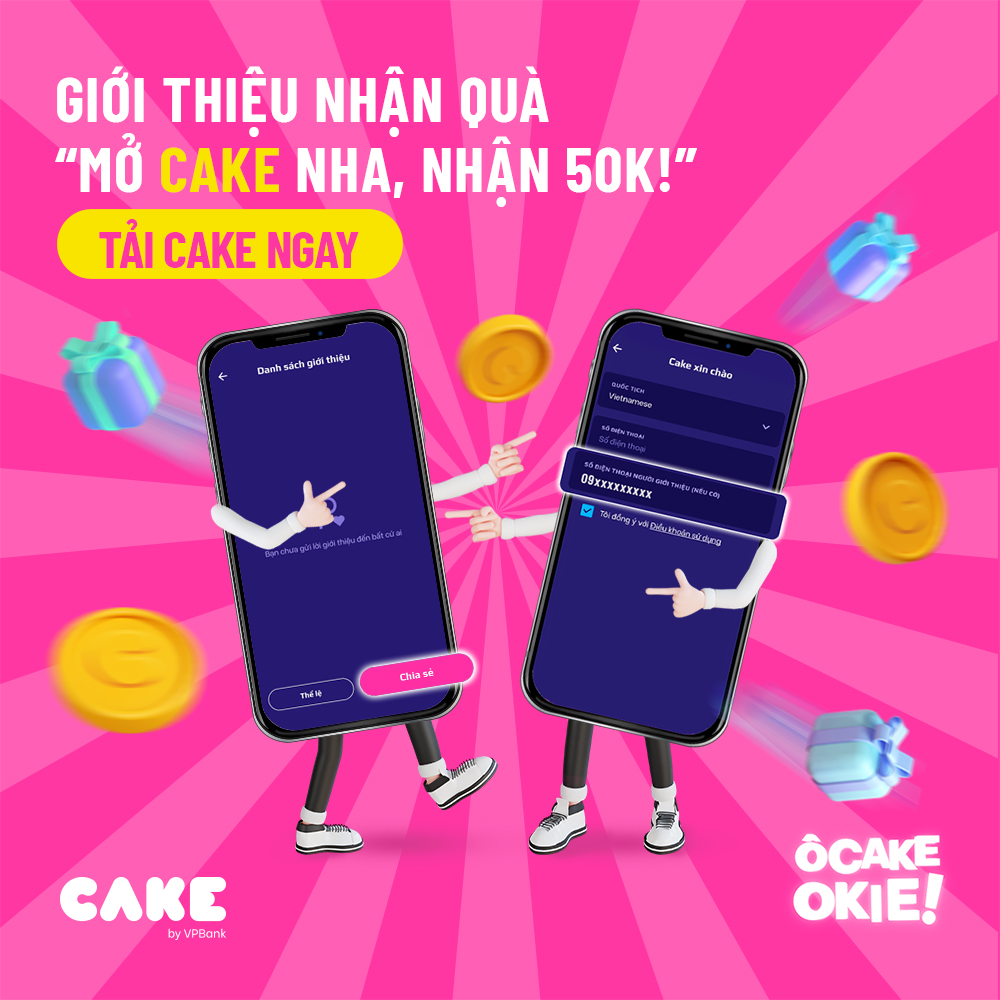 GIỚI THIỆU NHẬN QUÀ
“MỞ CAKE NHA, NHẬN 50K!”
TẢI CAKE NGAY
Danh sách giới thiệu
Bạn chưa gửi lời giới thiệu đến bất cứ ai
Thể lệ
Chia sẻ
Cake xin chào
QUỐC TỊCH
Vietnamese
SỐ ĐIỆN THOẠI
Số điện thoại
SỐ ĐIỆN THOẠI NGƯỜI GIỚI THIỆU (NẾU CÓ)
09xxxxxxxxx
Tôi đồng ý với Điều khoản sử dụng
CAKE
by VPBank
ÔCAKE
OKIE!